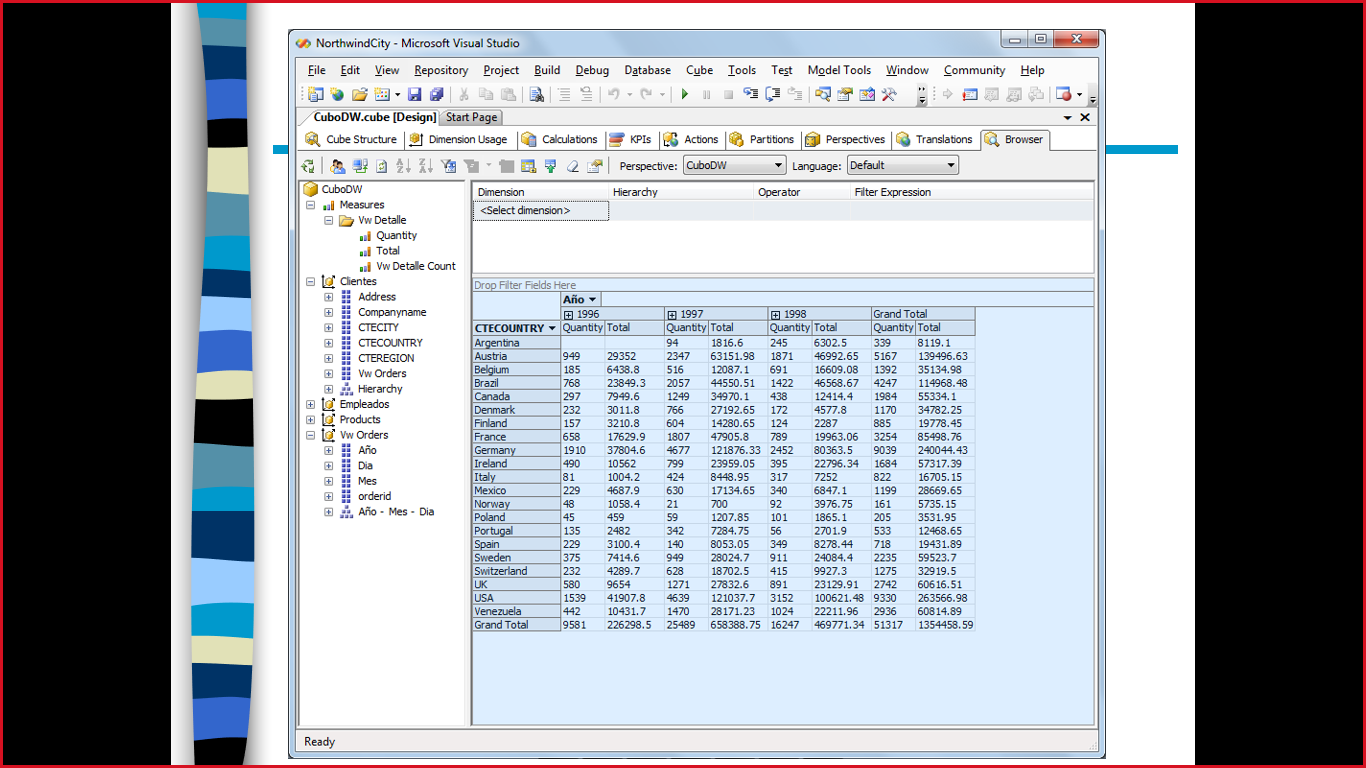 NorthwindCity - Microsoft Visual Studio
File Edit View Repository Project Build Debug Database Cube Tools Test Model Tools Window Community Help
CuboDW.cube [Design] Start Page
Cube Structure Dimension Usage Calculations KPIs Actions Partitions Perspectives Translations Browser
Perspective: CuboDW Language: Default
CuboDW
Measures
Vw Detalle
Quantity
Total
Vw Detalle Count
Clientes
Address
Companyname
CTECITY
CTECOUNTRY
CTEREGION
Vw Orders
Hierarchy
Empleados
Products
Vw Orders
Año
Dia
Mes
orderid
Año - Mes - Dia
Dimension Hierarchy Operator Filter Expression
<Select dimension>
Drop Filter Fields Here
Año
1996 1997 1998 Grand Total
CTECOUNTRY Quantity Total Quantity Total Quantity Total Quantity Total
Argentina 94 1816.6 245 6302.5 339 8119.1
Austria 949 29352 2347 63151.98 1871 46992.65 5167 139496.63
Belgium 185 6438.8 516 12087.1 691 16609.08 1392 35134.98
Brazil 768 23849.3 2057 44550.51 1422 46568.67 4247 114968.48
Canada 297 7949.6 1249 34970.1 438 12414.4 1984 55334.1
Denmark 232 3011.8 766 27192.65 172 4577.8 1170 34782.25
Finland 157 3210.8 604 14280.65 124 2287 885 19778.45
France 658 17629.9 1807 47905.8 789 19963.06 3254 85498.76
Germany 1910 37804.6 4677 121876.33 2452 80363.5 9039 240044.43
Ireland 490 10562 799 23959.05 395 22796.34 1684 57317.39
Italy 81 1004.2 424 8448.95 317 7252 822 16705.15
Mexico 229 4687.9 630 17134.65 340 6847.1 1199 28669.65
Norway 48 1058.4 21 700 92 3976.75 161 5735.15
Poland 45 459 59 1207.85 101 1865.1 205 3531.95
Portugal 135 2482 342 7284.75 56 2701.9 533 12468.65
Spain 229 3100.4 140 8053.05 349 8278.44 718 19431.89
Sweden 375 7414.6 949 28024.7 911 24084.4 2235 59523.7
Switzerland 232 4289.7 628 18702.5 415 9927.3 1275 32919.5
UK 580 9654 1271 27832.6 891 23129.91 2742 60616.51
USA 1539 41907.8 4639 121037.7 3152 100621.48 9330 263566.98
Venezuela 442 10431.7 1470 28171.23 1024 22211.96 2936 60814.89
Grand Total 9581 226298.5 25489 658388.75 16247 469771.34 51317 1354458.59
Ready